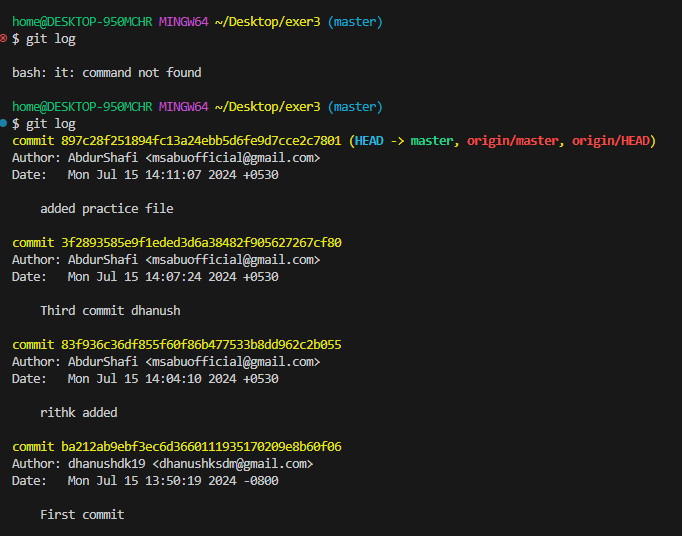 home@DESKTOP-950MCHR MINGW64 ~/Desktop/exer3 (master)
$ git log
bash: it: command not found
home@DESKTOP-950MCHR MINGW64 ~/Desktop/exer3 (master)
$ git log
commit 897c28f251894fc13a24ebb5d6fe9d7cce2c7801 (HEAD -> master, origin/master, origin/HEAD)
Author: AbdurShafi <msabuofficial@gmail.com>
Date:   Mon Jul 15 14:11:07 2024 +0530
    added practice file
commit 3f2893585e9f1eded3d6a38482f905627267cf80
Author: AbdurShafi <msabuofficial@gmail.com>
Date:   Mon Jul 15 14:07:24 2024 +0530
    Third commit dhanush
commit 83f936c36df855f60f86b477533b8dd962c2b055
Author: AbdurShafi <msabuofficial@gmail.com>
Date:   Mon Jul 15 14:04:10 2024 +0530
    rithk added
commit ba212ab9ebf3ec6d3660111935170209e8b60f06
Author: dhanushdk19 <dhanushksdm@gmail.com>
Date:   Mon Jul 15 13:50:19 2024 -0800
    First commit